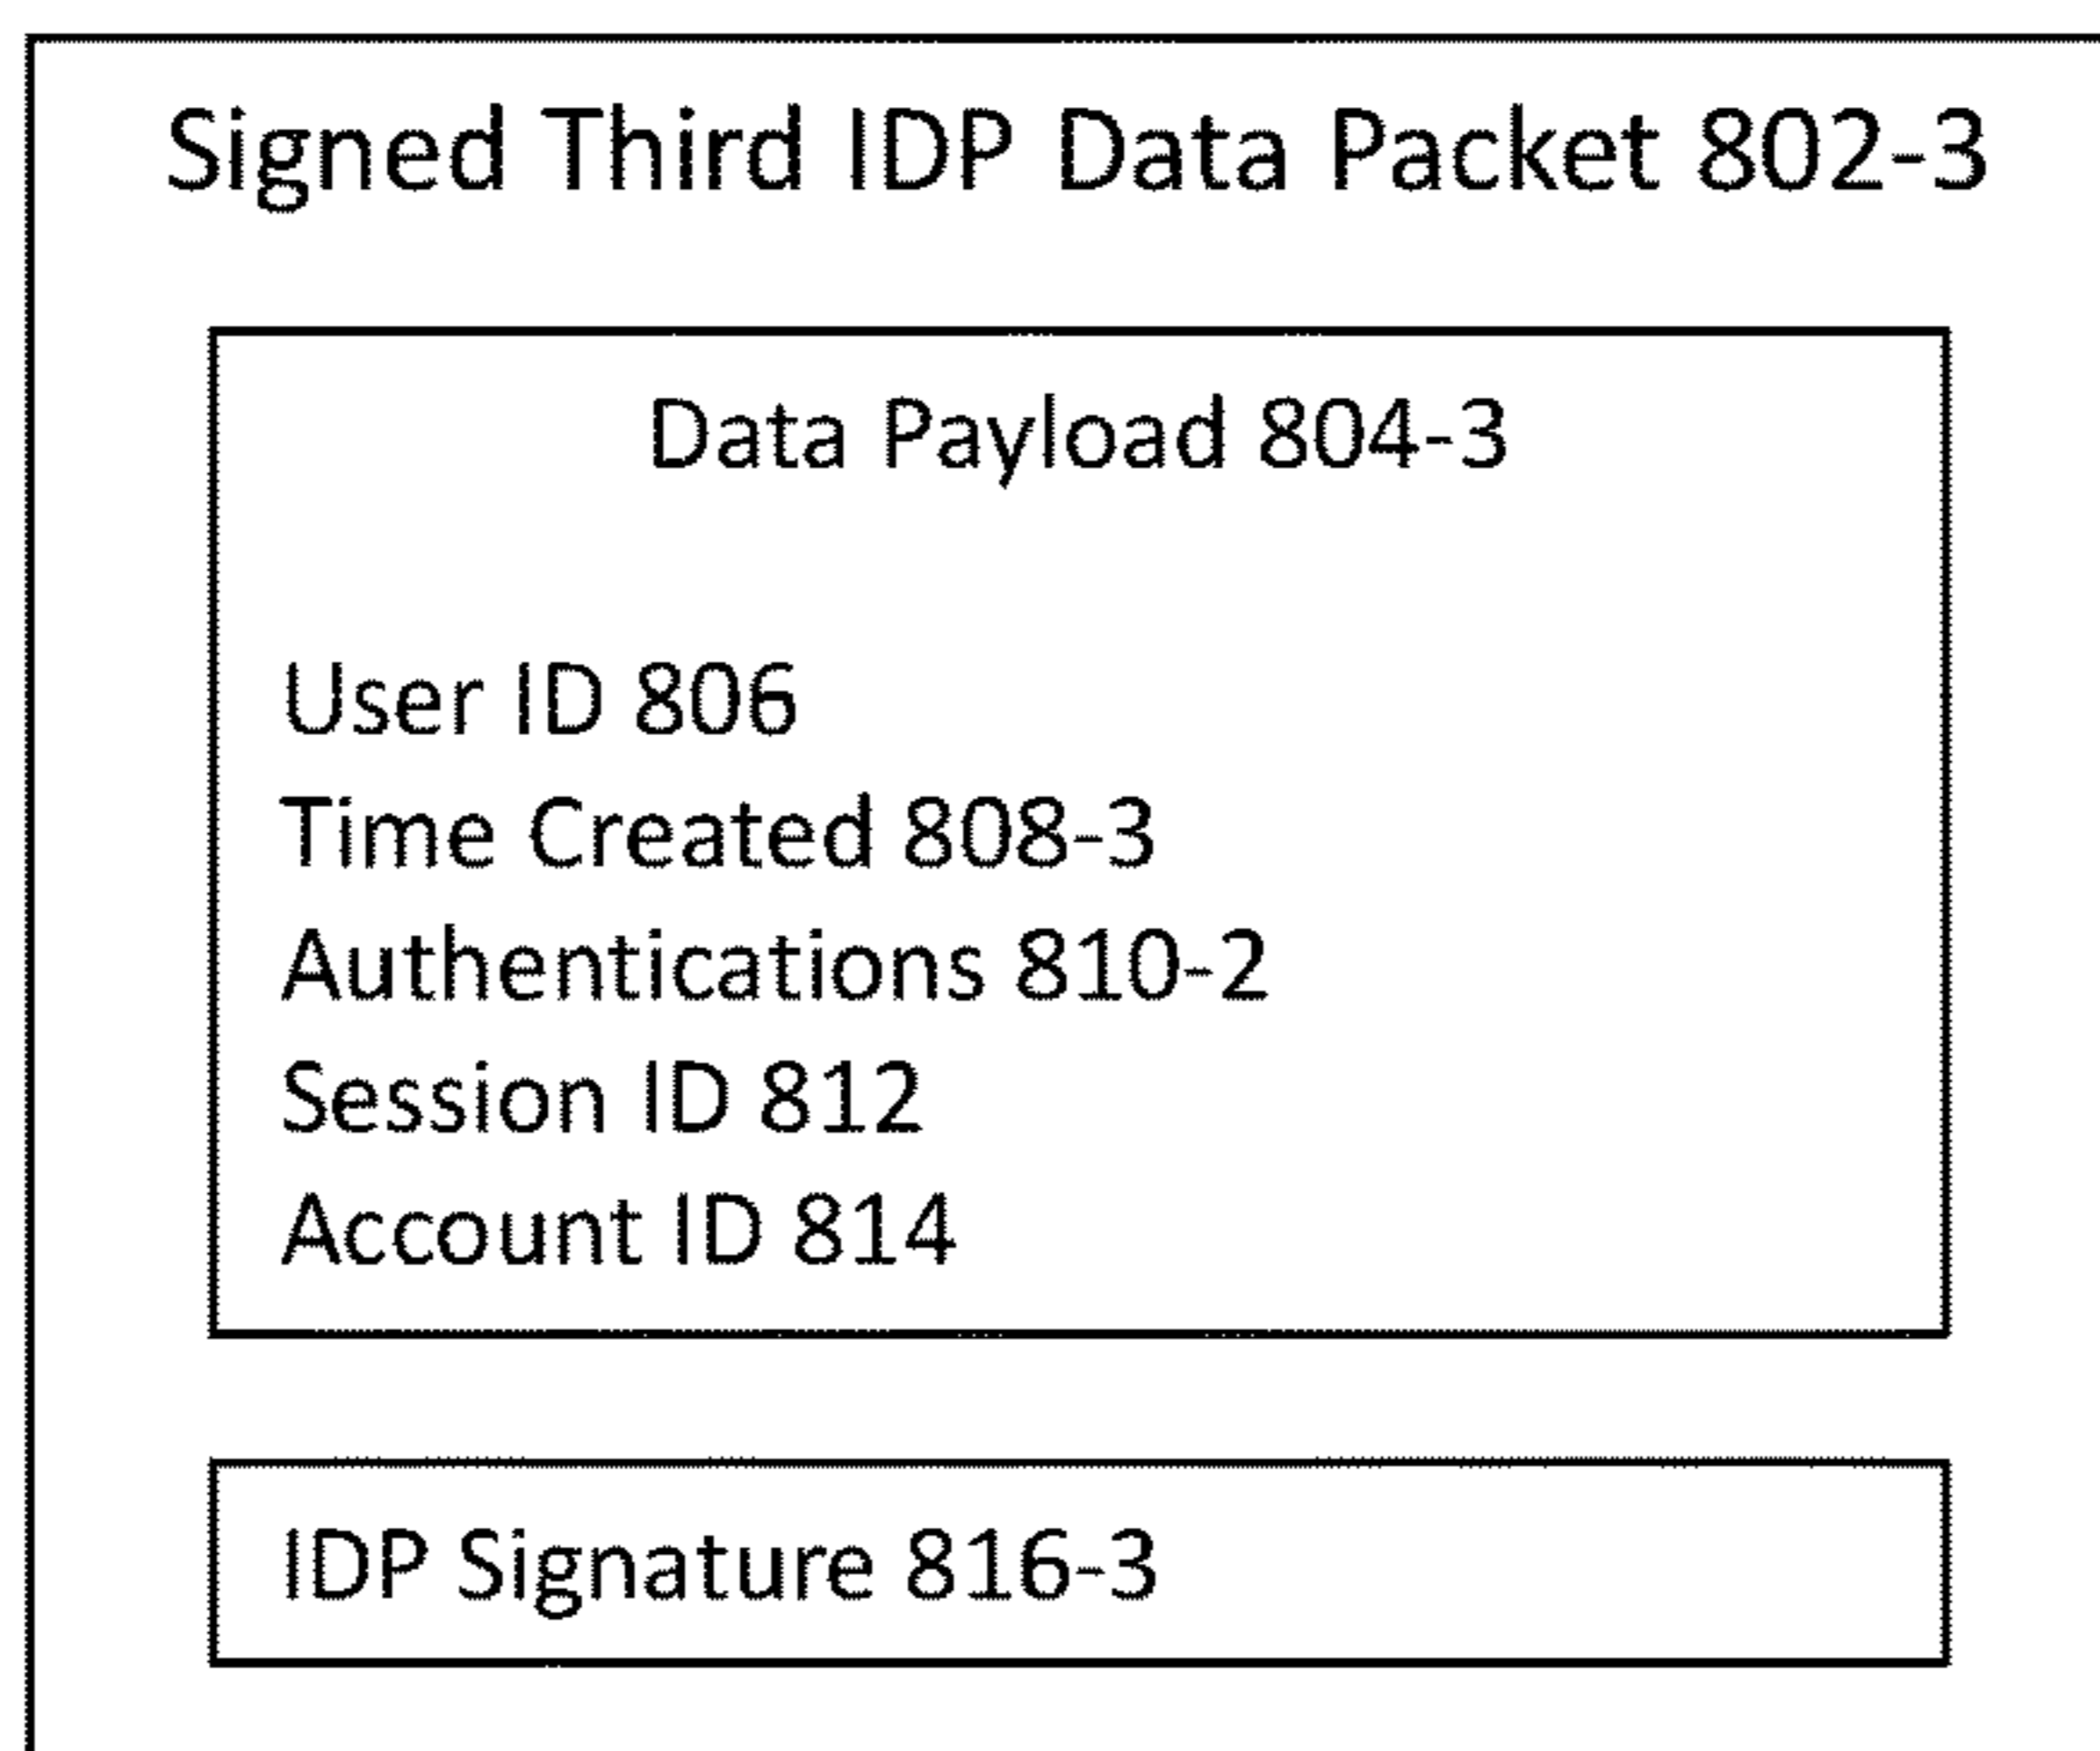 Signed Third IDP Data Packet 802-3
Data Payload 804-3
User ID 806
Time Created 808-3
Authentications 810-2
Session ID 812
Account ID 814
IDP Signature 816-3